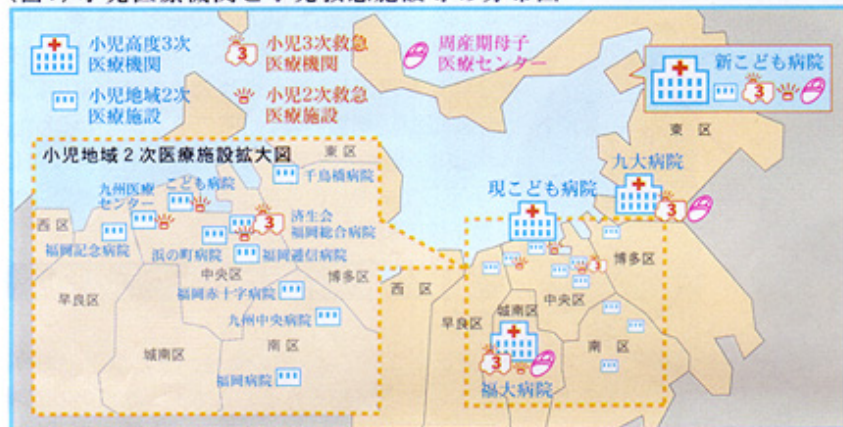 小児高度3次
医療機関
小児3次救急
医療機関
3
周産期母子
医療センター
小児地域2次
医療施設
小児2次救急
医療施設
新こども病院
3
東区
小児地域2次医療施設拡大図
東区
千鳥橋病院
九州医療
センター
こども病院
済生会
福岡総合病院
3
西区
福岡記念病院
浜の町病院
福岡逓信病院
中央区
博多区
早良区
福岡赤十字病院
九州中央病院
城南区
南区
福岡病院
九大病院
3
現こども病院
博多区
3
西区
中央区
早良区
城南区
南区
3
福大病院